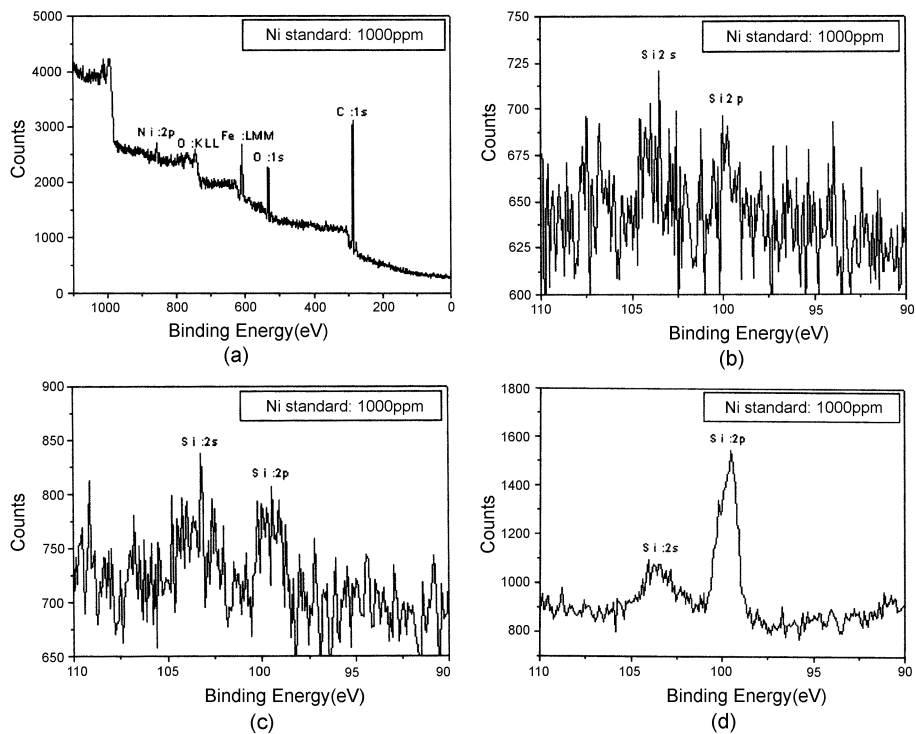 Ni standard: 1000ppm
5000
4000
3000
2000
1000
0
Counts
Ni:2p
O:KLL
Fe:LMM
O:1s
C:1s
1000 800 600 400 200 0
Binding Energy(eV)
(a)
Ni standard: 1000ppm
750
725
700
675
650
625
600
Counts
Si2s
Si2p
110 105 100 95 90
Binding Energy(eV)
(b)
Ni standard: 1000ppm
900
850
800
750
700
650
Counts
Si:2s
Si:2p
110 105 100 95 90
Binding Energy(eV)
(c)
Ni standard: 1000ppm
1800
1600
1400
1200
1000
800
Counts
Si:2p
Si:2s
110 105 100 95 90
Binding Energy(eV)
(d)